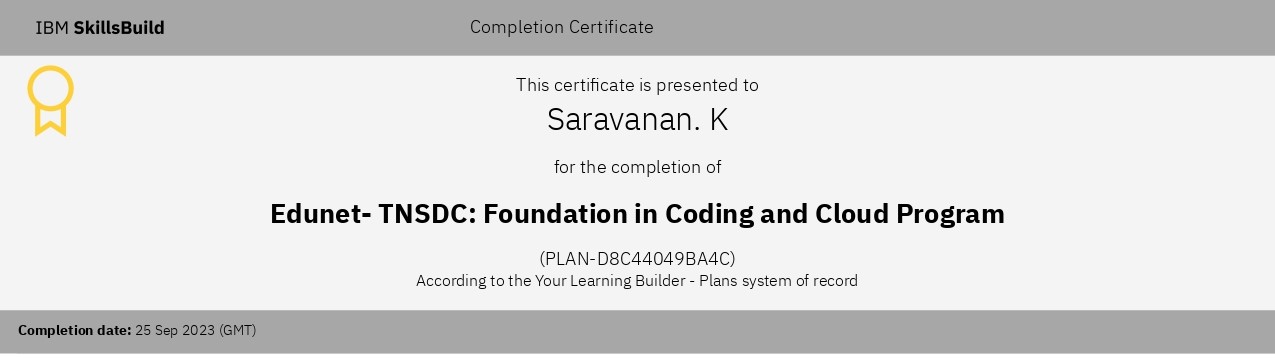 IBM SkillsBuild
Completion Certificate
This certificate is presented to
Saravanan. K
for the completion of
Edunet- TNSDC: Foundation in Coding and Cloud Program
(PLAN-D8C44049BA4C)
According to the Your Learning Builder - Plans system of record
Completion date: 25 Sep 2023 (GMT)